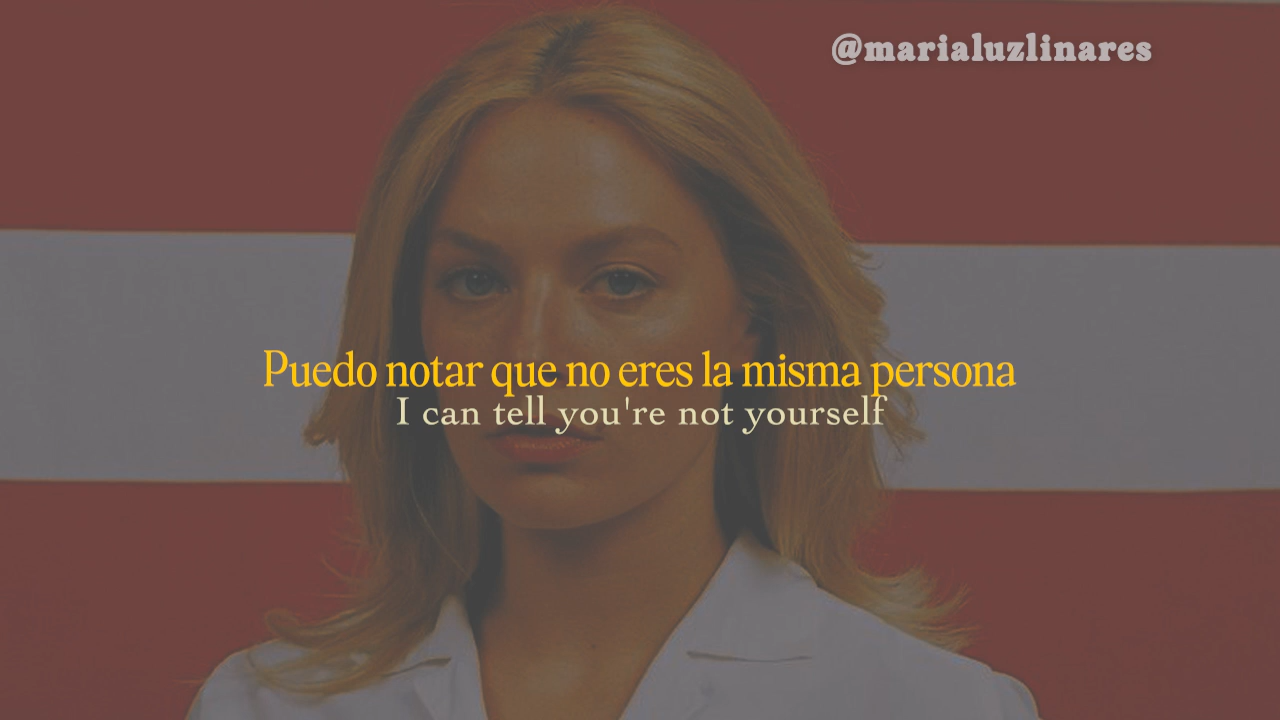 @marialuzlinares
Puedo notar que no eres la misma persona
I can tell you're not yourself